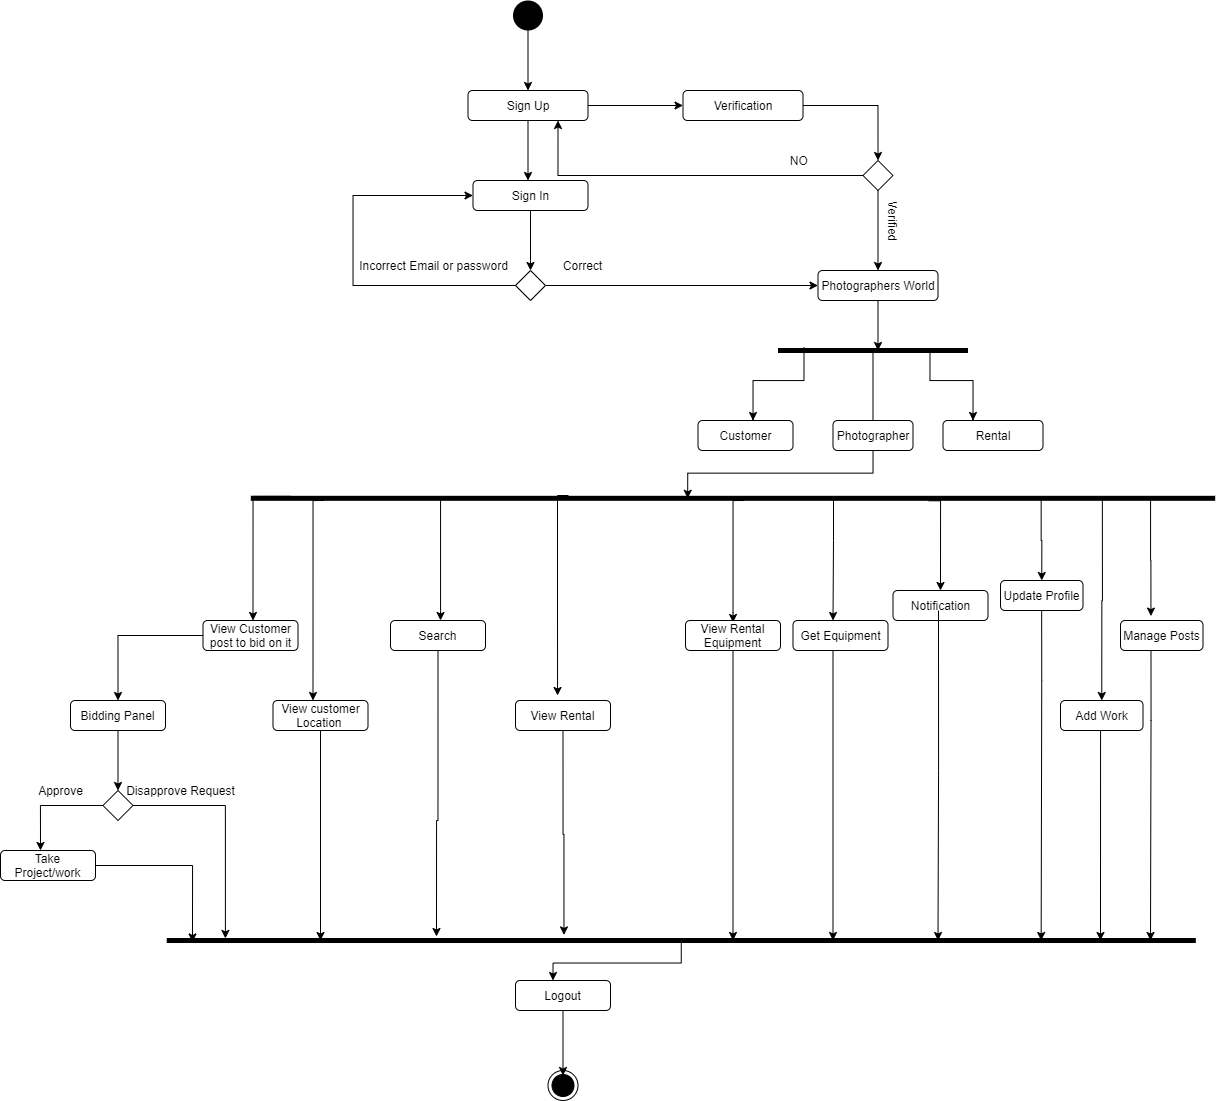 Sign Up
Verification
NO
Sign In
Verified
Incorrect Email or password
Correct
Photographers World
Customer
Photographer
Rental
View Customer
post to bid on it
Search
View Rental
Equipment
Get Equipment
Notification
Update Profile
Manage Posts
Bidding Panel
View customer
Location
View Rental
Add Work
Approve
Disapprove Request
Take
Project/work
Logout